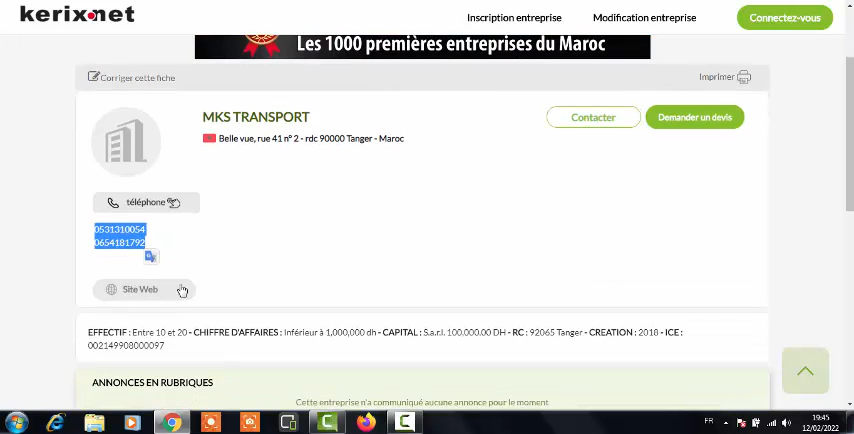 kerix•net
Inscription entreprise
Modification entreprise
Connectez-vous
Les 1000 premières entreprises du Maroc
Corriger cette fiche
Imprimer
MKS TRANSPORT
Contacter
Demander un devis
Belle vue, rue 41 n° 2 - rdc 90000 Tanger - Maroc
téléphone
0531310054
0654181792
Site Web
EFFECTIF : Entre 10 et 20 - CHIFFRE D'AFFAIRES : Inférieur à 1,000,000 dh - CAPITAL : S.a.r.l. 100,000.00 DH - RC : 92065 Tanger - CREATION : 2018 - ICE :
002149908000097
ANNONCES EN RUBRIQUES
Cette entreprise n'a communiqué aucune annonce pour le moment
FR
19:45
12/02/2022